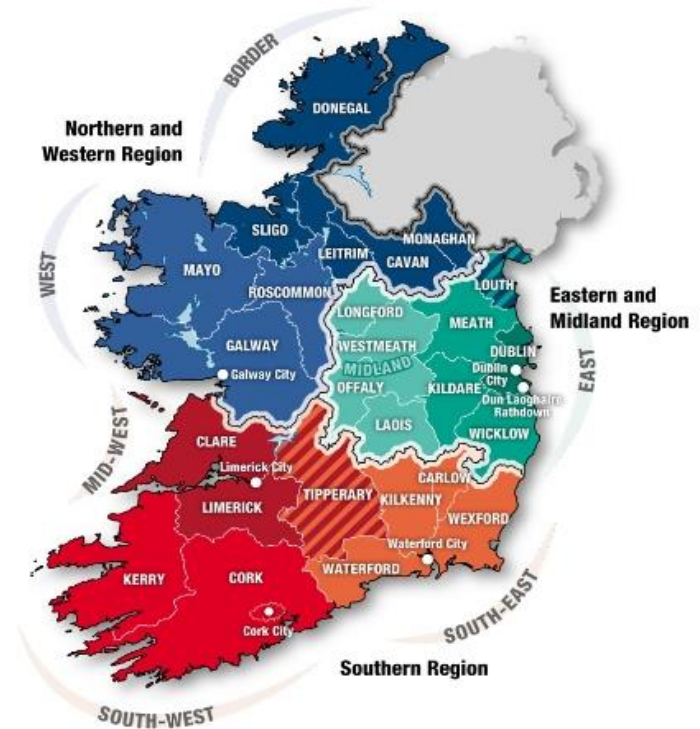 BORDER
DONEGAL
Northern and
Western Region
SLIGO
LEITRIM
MONAGHAN
CAVAN
WEST
MAYO
ROSCOMMON
LOUTH
Eastern and
Midland Region
LONGFORD
MEATH
GALWAY
WESTMEATH
MIDLAND
DUBLIN
Dublin
City
EAST
Galway City
OFFALY
KILDARE
Dun Laoghaire
Rathdown
LAOIS
WICKLOW
MID-WEST
CLARE
Limerick City
CARLOW
TIPPERARY
KILKENNY
LIMERICK
WEXFORD
Waterford City
WATERFORD
KERRY
CORK
Cork City
SOUTH-EAST
Southern Region
SOUTH-WEST